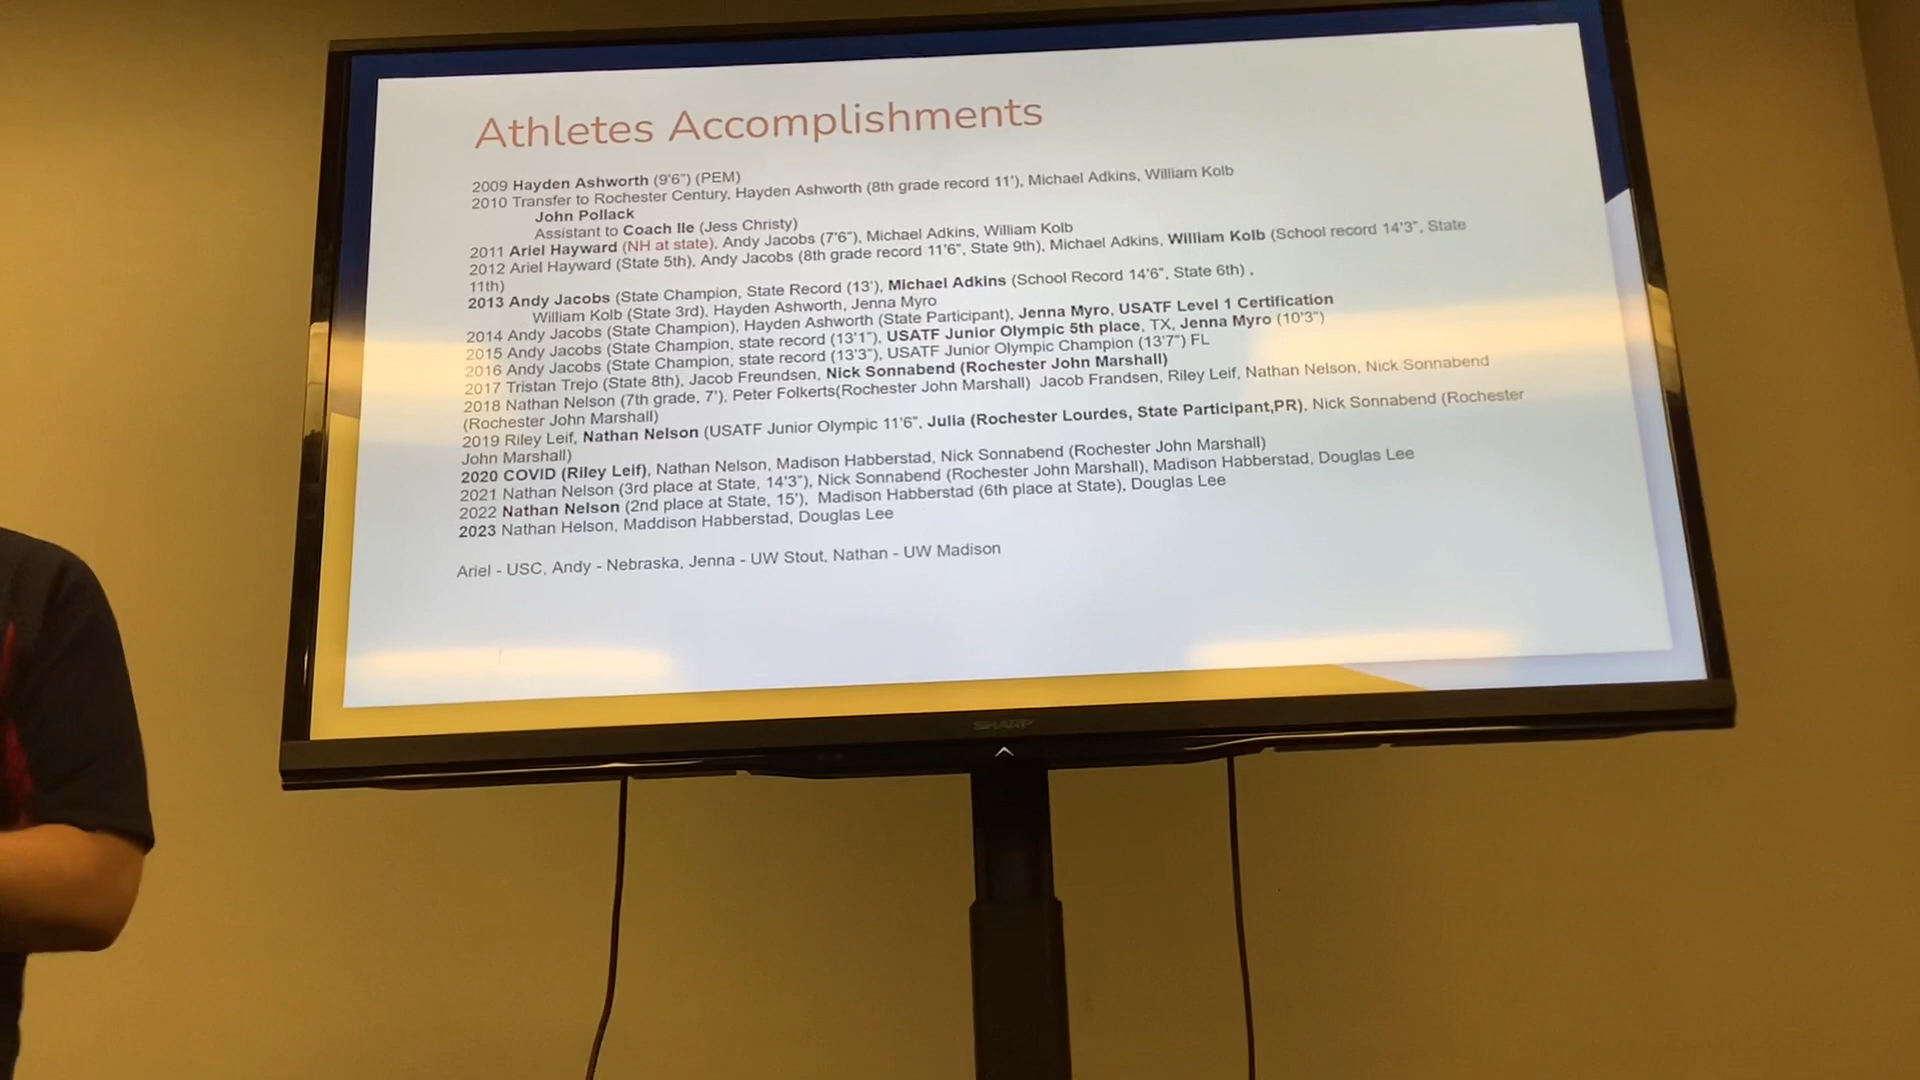 Athletes Accomplishments
2009 Hayden Ashworth (9'6") (PEM)
2010 Transfer to Rochester Century, Hayden Ashworth (8th grade record 11'), Michael Adkins, William Kolb
John Pollack
Assistant to Coach Ile (Jess Christy)
2011 Ariel Hayward (NH at state), Andy Jacobs (7'6"), Michael Adkins, William Kolb
2012 Ariel Hayward (State 5th), Andy Jacobs (8th grade record 11'6", State 9th), Michael Adkins, William Kolb (School record 14'3", State
11th)
2013 Andy Jacobs (State Champion, State Record (13'), Michael Adkins (School Record 14'6", State 6th) .
William Kolb (State 3rd). Hayden Ashworth, Jenna Myro
2014 Andy Jacobs (State Champion), Hayden Ashworth (State Participant), Jenna Myro, USATF Level 1 Certification
2015 Andy Jacobs (State Champion, state record (13'1"), USATF Junior Olympic 5th place, TX, Jenna Myro (10'3")
2016 Andy Jacobs (State Champion, state record (13'3"), USATF Junior Olympic Champion (13'7") FL
2017 Tristan Trejo (State 8th), Jacob Freundsen, Nick Sonnabend (Rochester John Marshall)
2018 Nathan Nelson (7th grade, 7'), Peter Folkerts(Rochester John Marshall) Jacob Frandsen, Riley Leif, Nathan Nelson, Nick Sonnabend
(Rochester John Marshall)
2019 Riley Leif, Nathan Nelson (USATF Junior Olympic 11'6", Julia (Rochester Lourdes, State Participant,PR), Nick Sonnabend (Rochester
John Marshall)
2020 COVID (Riley Leif), Nathan Nelson, Madison Habberstad, Nick Sonnabend (Rochester John Marshall)
2021 Nathan Nelson (3rd place at State, 14'3"), Nick Sonnabend (Rochester John Marshall), Madison Habberstad, Douglas Lee
2022 Nathan Nelson (2nd place at State, 15'), Madison Habberstad (6th place at State), Douglas Lee
2023 Nathan Helson, Maddison Habberstad, Douglas Lee
Ariel - USC, Andy - Nebraska, Jenna - UW Stout, Nathan - UW Madison
SHARP